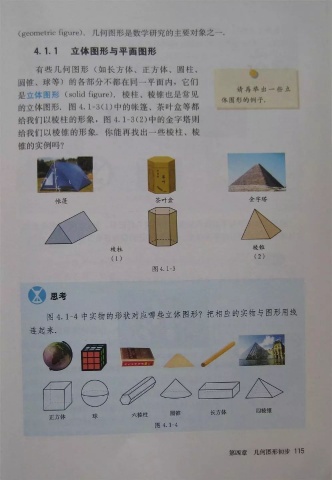 (geometric figure). 几何图形是数学研究的主要对象之一.
4.1.1 立体图形与平面图形
有些几何图形（如长方体、正方体、圆柱、
圆锥、球等）的各部分不都在同一平面内，它们
是立体图形（solid figure）. 棱柱、棱锥也是常见
的立体图形. 图 4.1-3(1)中的帐篷、茶叶盒等都
给我们以棱柱的形象，图 4.1-3(2)中的金字塔则
给我们以棱锥的形象. 你能再找出一些棱柱、棱
锥的实例吗？
请再举出一些立
体图形的例子.
帐篷 茶叶盒 金字塔
棱柱 棱锥
(1) (2)
图 4.1-3
思考
图 4.1-4 中实物的形状对应哪些立体图形？把相应的实物与图形用线
连起来.
正方体 球 六棱柱 圆锥 长方体 四棱锥
图 4.1-4
第四章 几何图形初步 115